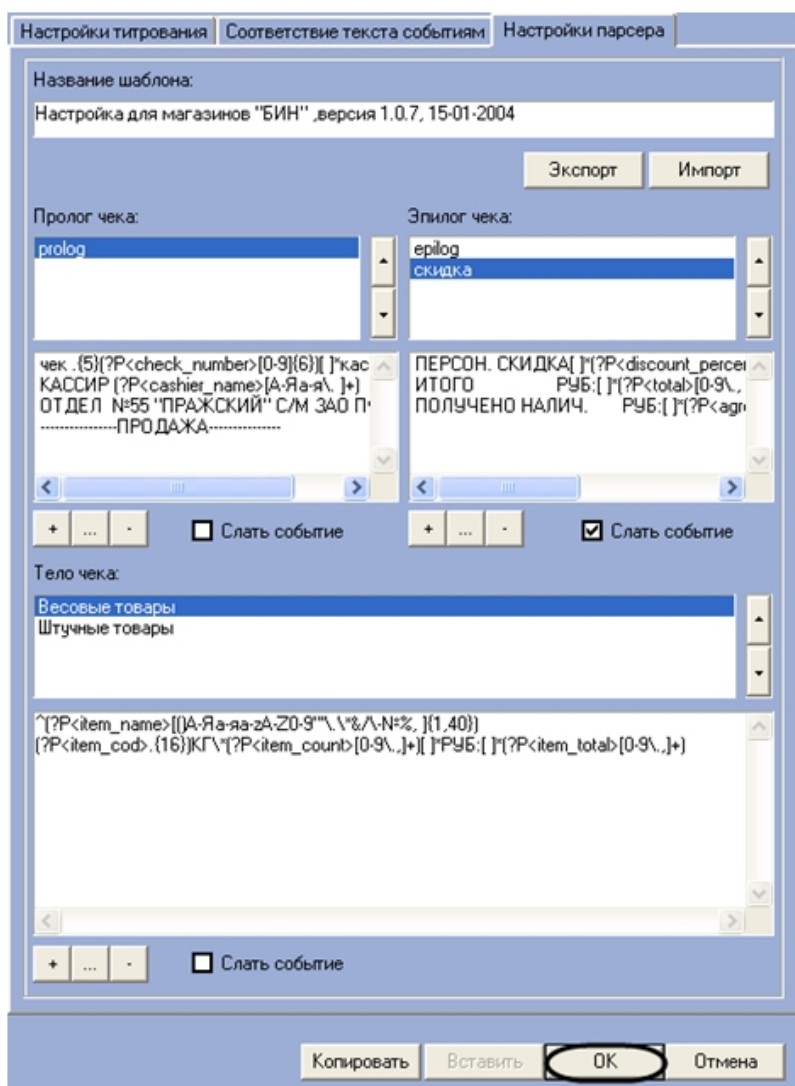 Настройки титрования Соответствие текста событиям Настройки парсера
Название шаблона:
Настройка для магазинов "БИН" ,версия 1.0.7, 15-01-2004
Экспорт Импорт
Пролог чека: Эпилог чека:
prolog epilog
скидка
чек .{5}(?P<check_number>[0-9]{6})[ ]*кас
КАССИР (?P<cashier_name>[А-Яа-я\. ]+)
ОТДЕЛ №55 "ПРАЖСКИЙ" С/М ЗАО П
----------------ПРОДАЖА---------------
ПЕРСОН. СКИДКА[ ]*(?P<discount_percer
ИТОГО РУБ:[ ]*(?P<total>[0-9\.,
ПОЛУЧЕНО НАЛИЧ. РУБ:[ ]*(?P<agr
+ ... - Слать событие + ... - Слать событие
Тело чека:
Весовые товары
Штучные товары
^(?P<item_name>[()А-Яа-яa-zA-Z0-9""\.\*&/\-№%, ]{1,40})
(?P<item_cod>.{16})КГ\*(?P<item_count>[0-9\.,]+)[ ]*РУБ:[ ]*(?P<item_total>[0-9\.,]+)
+ ... - Слать событие
Копировать Вставить OK Отмена